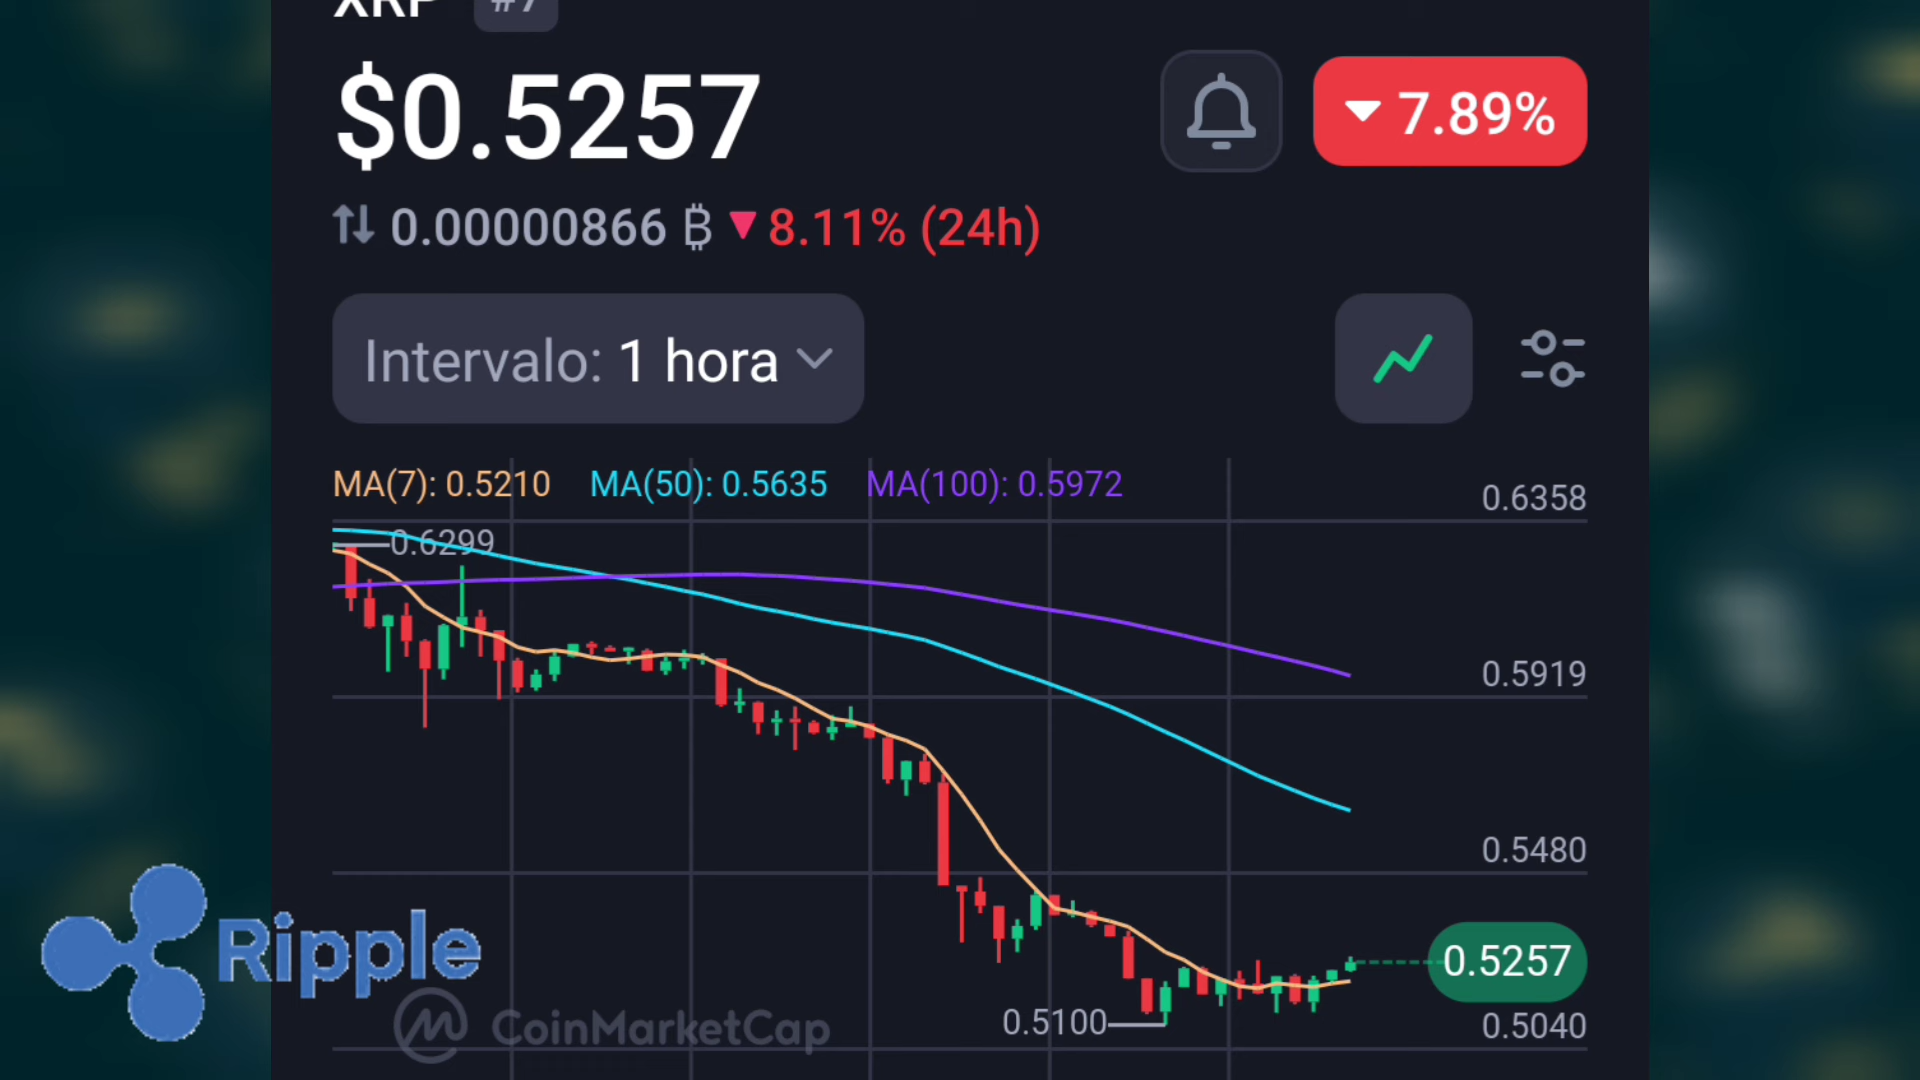 XRP #7
$0.5257
7.89%
0.00000866 ₿ 8.11% (24h)
Intervalo: 1 hora
MA(7): 0.5210 MA(50): 0.5635 MA(100): 0.5972
0.6358
0.6299
0.5919
0.5480
0.5257
Ripple
0.5100
0.5040
CoinMarketCap